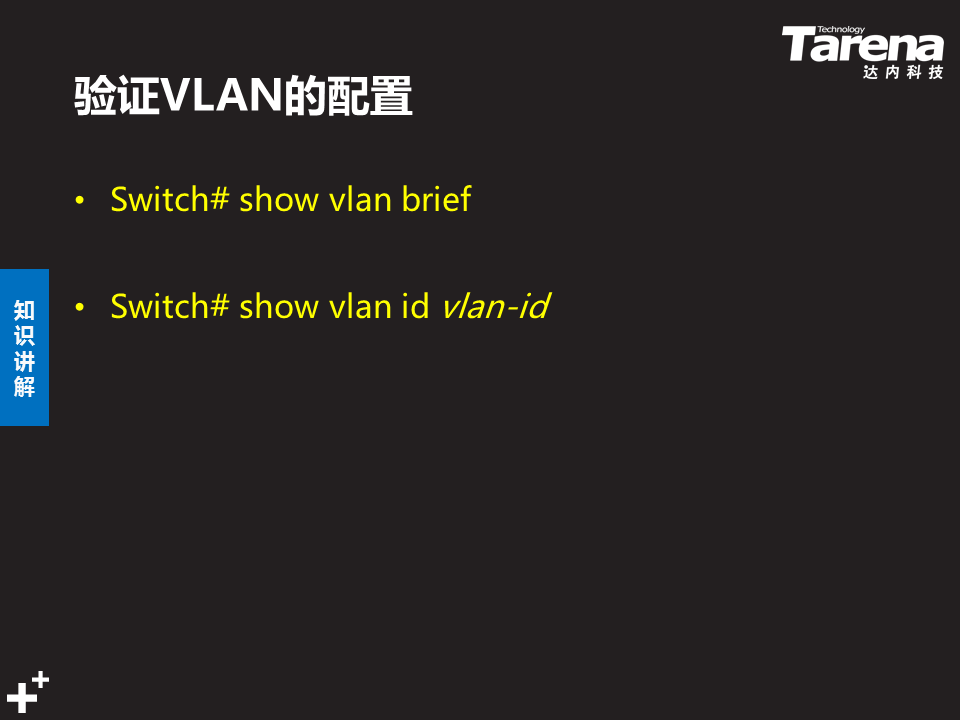 Technology
Tarena
达内科技
验证VLAN的配置
• Switch# show vlan brief
• Switch# show vlan id vlan-id
知
识
讲
解